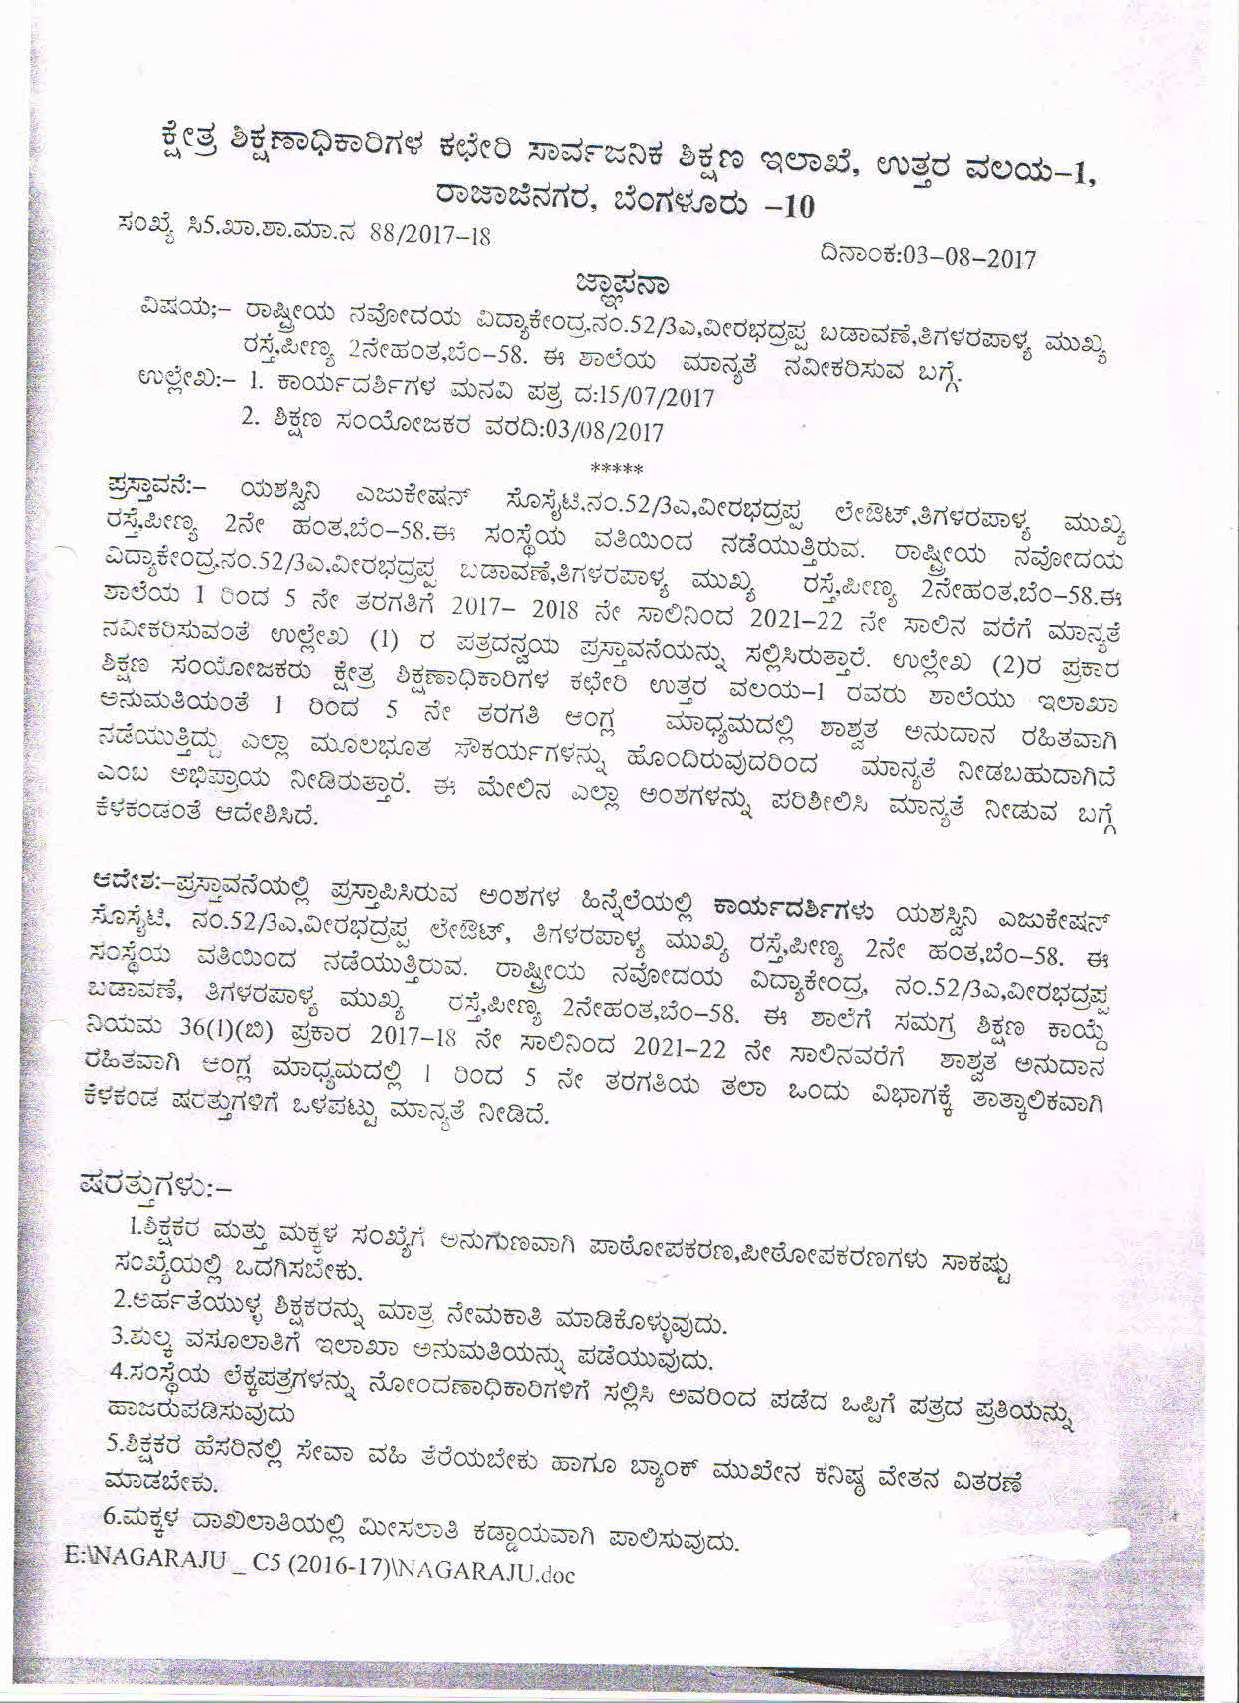 ಕ್ಷೇತ್ರ ಶಿಕ್ಷಣಾಧಿಕಾರಿಗಳ ಕಛೇರಿ ಸಾರ್ವಜನಿಕ ಶಿಕ್ಷಣ ಇಲಾಖೆ, ಉತ್ತರ ವಲಯ–1,
ರಾಜಾಜಿನಗರ, ಬೆಂಗಳೂರು –10
ಸಂಖ್ಯೆ ಸಿ5.ಖಾ.ಶಾ.ಮಾ.ನ 88/2017–18
ದಿನಾಂಕ:03–08–2017
ಜ್ಞಾಪನಾ
ವಿಷಯ;– ರಾಷ್ಟ್ರೀಯ ನವೋದಯ ವಿದ್ಯಾಕೇಂದ್ರ,ನಂ.52/3ಎ,ವೀರಭದ್ರಪ್ಪ ಬಡಾವಣೆ,ತಿಗಳರಪಾಳ್ಯ ಮುಖ್ಯ
ರಸ್ತೆ,ಪೀಣ್ಯ 2ನೇಹಂತ,ಬೆಂ–58. ಈ ಶಾಲೆಯ ಮಾನ್ಯತೆ ನವೀಕರಿಸುವ ಬಗ್ಗೆ.
ಉಲ್ಲೇಖ:– 1. ಕಾರ್ಯದರ್ಶಿಗಳ ಮನವಿ ಪತ್ರ ದ:15/07/2017
2. ಶಿಕ್ಷಣ ಸಂಯೋಜಕರ ವರದಿ:03/08/2017
*****
ಪ್ರಸ್ತಾವನೆ:– ಯಶಸ್ವಿನಿ ಎಜುಕೇಷನ್ ಸೊಸೈಟಿ.ನಂ.52/3ಎ,ವೀರಭದ್ರಪ್ಪ ಲೇಔಟ್,ತಿಗಳರಪಾಳ್ಯ ಮುಖ್ಯ
ರಸ್ತೆ,ಪೀಣ್ಯ 2ನೇ ಹಂತ,ಬೆಂ–58.ಈ ಸಂಸ್ಥೆಯ ವತಿಯಿಂದ ನಡೆಯುತ್ತಿರುವ. ರಾಷ್ಟ್ರೀಯ ನವೋದಯ
ವಿದ್ಯಾಕೇಂದ್ರ,ನಂ.52/3ಎ,ವೀರಭದ್ರಪ್ಪ ಬಡಾವಣೆ,ತಿಗಳರಪಾಳ್ಯ ಮುಖ್ಯ ರಸ್ತೆ,ಪೀಣ್ಯ 2ನೇಹಂತ,ಬೆಂ–58.ಈ
ಶಾಲೆಯ 1 ರಿಂದ 5 ನೇ ತರಗತಿಗೆ 2017– 2018 ನೇ ಸಾಲಿನಿಂದ 2021–22 ನೇ ಸಾಲಿನ ವರೆಗೆ ಮಾನ್ಯತೆ
ನವೀಕರಿಸುವಂತೆ ಉಲ್ಲೇಖ (1) ರ ಪತ್ರದನ್ವಯ ಪ್ರಸ್ತಾವನೆಯನ್ನು ಸಲ್ಲಿಸಿರುತ್ತಾರೆ. ಉಲ್ಲೇಖ (2)ರ ಪ್ರಕಾರ
ಶಿಕ್ಷಣ ಸಂಯೋಜಕರು ಕ್ಷೇತ್ರ ಶಿಕ್ಷಣಾಧಿಕಾರಿಗಳ ಕಛೇರಿ ಉತ್ತರ ವಲಯ–1 ರವರು ಶಾಲೆಯು ಇಲಾಖಾ
ಅನುಮತಿಯಂತೆ 1 ರಿಂದ 5 ನೇ ತರಗತಿ ಆಂಗ್ಲ ಮಾಧ್ಯಮದಲ್ಲಿ ಶಾಶ್ವತ ಅನುದಾನ ರಹಿತವಾಗಿ
ನಡೆಯುತ್ತಿದ್ದು ಎಲ್ಲಾ ಮೂಲಭೂತ ಸೌಕರ್ಯಗಳನ್ನು ಹೊಂದಿರುವುದರಿಂದ ಮಾನ್ಯತೆ ನೀಡಬಹುದಾಗಿದೆ
ಎಂಬ ಅಭಿಪ್ರಾಯ ನೀಡಿರುತ್ತಾರೆ. ಈ ಮೇಲಿನ ಎಲ್ಲಾ ಅಂಶಗಳನ್ನು ಪರಿಶೀಲಿಸಿ ಮಾನ್ಯತೆ ನೀಡುವ ಬಗ್ಗೆ
ಕೆಳಕಂಡಂತೆ ಆದೇಶಿಸಿದೆ.
ಆದೇಶ:–ಪ್ರಸ್ತಾವನೆಯಲ್ಲಿ ಪ್ರಸ್ತಾಪಿಸಿರುವ ಅಂಶಗಳ ಹಿನ್ನೆಲೆಯಲ್ಲಿ ಕಾರ್ಯದರ್ಶಿಗಳು ಯಶಸ್ವಿನಿ ಎಜುಕೇಷನ್
ಸೊಸೈಟಿ. ನಂ.52/3ಎ,ವೀರಭದ್ರಪ್ಪ ಲೇಔಟ್, ತಿಗಳರಪಾಳ್ಯ ಮುಖ್ಯ ರಸ್ತೆ,ಪೀಣ್ಯ 2ನೇ ಹಂತ,ಬೆಂ–58. ಈ
ಸಂಸ್ಥೆಯ ವತಿಯಿಂದ ನಡೆಯುತ್ತಿರುವ. ರಾಷ್ಟ್ರೀಯ ನವೋದಯ ವಿದ್ಯಾಕೇಂದ್ರ, ನಂ.52/3ಎ,ವೀರಭದ್ರಪ್ಪ
ಬಡಾವಣೆ, ತಿಗಳರಪಾಳ್ಯ ಮುಖ್ಯ ರಸ್ತೆ,ಪೀಣ್ಯ 2ನೇಹಂತ,ಬೆಂ–58. ಈ ಶಾಲೆಗೆ ಸಮಗ್ರ ಶಿಕ್ಷಣ ಕಾಯ್ದೆ
ನಿಯಮ 36(1)(ಬಿ) ಪ್ರಕಾರ 2017–18 ನೇ ಸಾಲಿನಿಂದ 2021–22 ನೇ ಸಾಲಿನವರೆಗೆ ಶಾಶ್ವತ ಅನುದಾನ
ರಹಿತವಾಗಿ ಆಂಗ್ಲ ಮಾಧ್ಯಮದಲ್ಲಿ 1 ರಿಂದ 5 ನೇ ತರಗತಿಯ ತಲಾ ಒಂದು ವಿಭಾಗಕ್ಕೆ ತಾತ್ಕಾಲಿಕವಾಗಿ
ಕೆಳಕಂಡ ಷರತ್ತುಗಳಿಗೆ ಒಳಪಟ್ಟು ಮಾನ್ಯತೆ ನೀಡಿದೆ.
ಷರತ್ತುಗಳು:–
1.ಶಿಕ್ಷಕರ ಮತ್ತು ಮಕ್ಕಳ ಸಂಖ್ಯೆಗೆ ಅನುಗುಣವಾಗಿ ಪಾಠೋಪಕರಣ,ಪೀಠೋಪಕರಣಗಳು ಸಾಕಷ್ಟು
ಸಂಖ್ಯೆಯಲ್ಲಿ ಒದಗಿಸಬೇಕು.
2.ಅರ್ಹತೆಯುಳ್ಳ ಶಿಕ್ಷಕರನ್ನು ಮಾತ್ರ ನೇಮಕಾತಿ ಮಾಡಿಕೊಳ್ಳುವುದು.
3.ಶುಲ್ಕ ವಸೂಲಾತಿಗೆ ಇಲಾಖಾ ಅನುಮತಿಯನ್ನು ಪಡೆಯುವುದು.
4.ಸಂಸ್ಥೆಯ ಲೆಕ್ಕಪತ್ರಗಳನ್ನು ನೋಂದಣಾಧಿಕಾರಿಗಳಿಗೆ ಸಲ್ಲಿಸಿ ಅವರಿಂದ ಪಡೆದ ಒಪ್ಪಿಗೆ ಪತ್ರದ ಪ್ರತಿಯನ್ನು
ಹಾಜರುಪಡಿಸುವುದು
5.ಶಿಕ್ಷಕರ ಹೆಸರಿನಲ್ಲಿ ಸೇವಾ ವಹಿ ತೆರೆಯಬೇಕು ಹಾಗೂ ಬ್ಯಾಂಕ್ ಮುಖೇನ ಕನಿಷ್ಠ ವೇತನ ವಿತರಣೆ
ಮಾಡಬೇಕು.
6.ಮಕ್ಕಳ ದಾಖಲಾತಿಯಲ್ಲಿ ಮೀಸಲಾತಿ ಕಡ್ಡಾಯವಾಗಿ ಪಾಲಿಸುವುದು.
E:\NAGARAJU _ C5 (2016-17)\NAGARAJU.doc